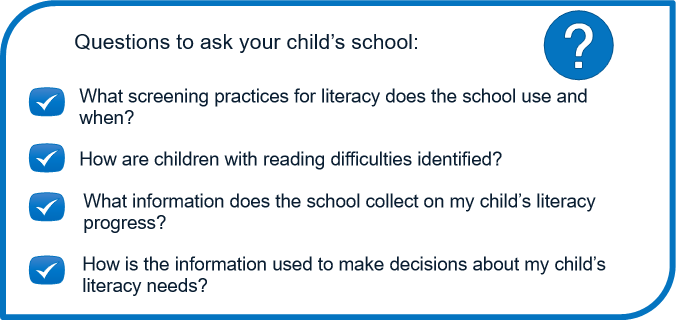 Questions to ask your child's school:
?
What screening practices for literacy does the school use and
when?
How are children with reading difficulties identified?
What information does the school collect on my child's literacy
progress?
How is the information used to make decisions about my child's
literacy needs?